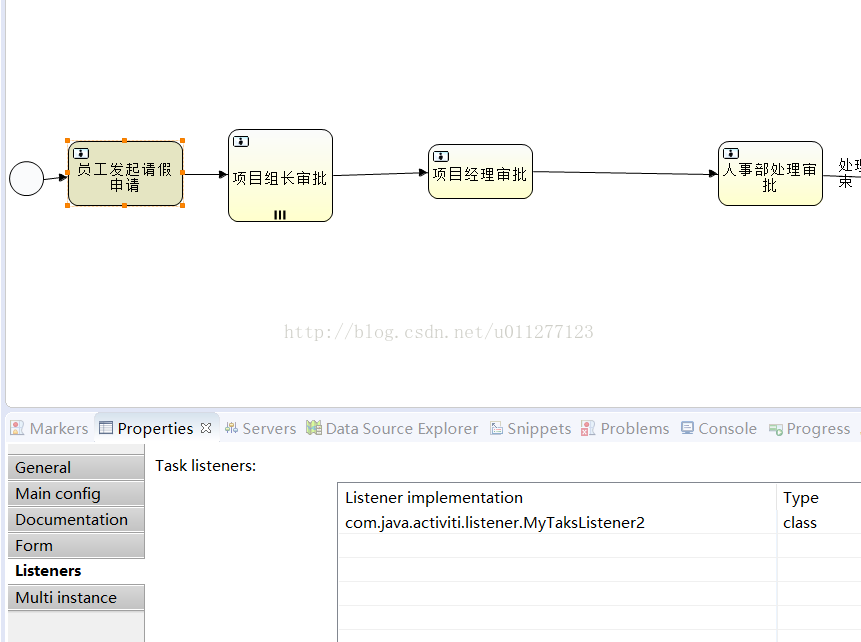 员工发起请假
申请
项目组长审批
项目经理审批
人事部处理审
批
处理
束
http://blog.csdn.net/u011277123
Markers
Properties
Servers
Data Source Explorer
Snippets
Problems
Console
Progress
General
Main config
Documentation
Form
Listeners
Multi instance
Task listeners:
Listener implementation Type
com.java.activiti.listener.MyTaksListener2 class